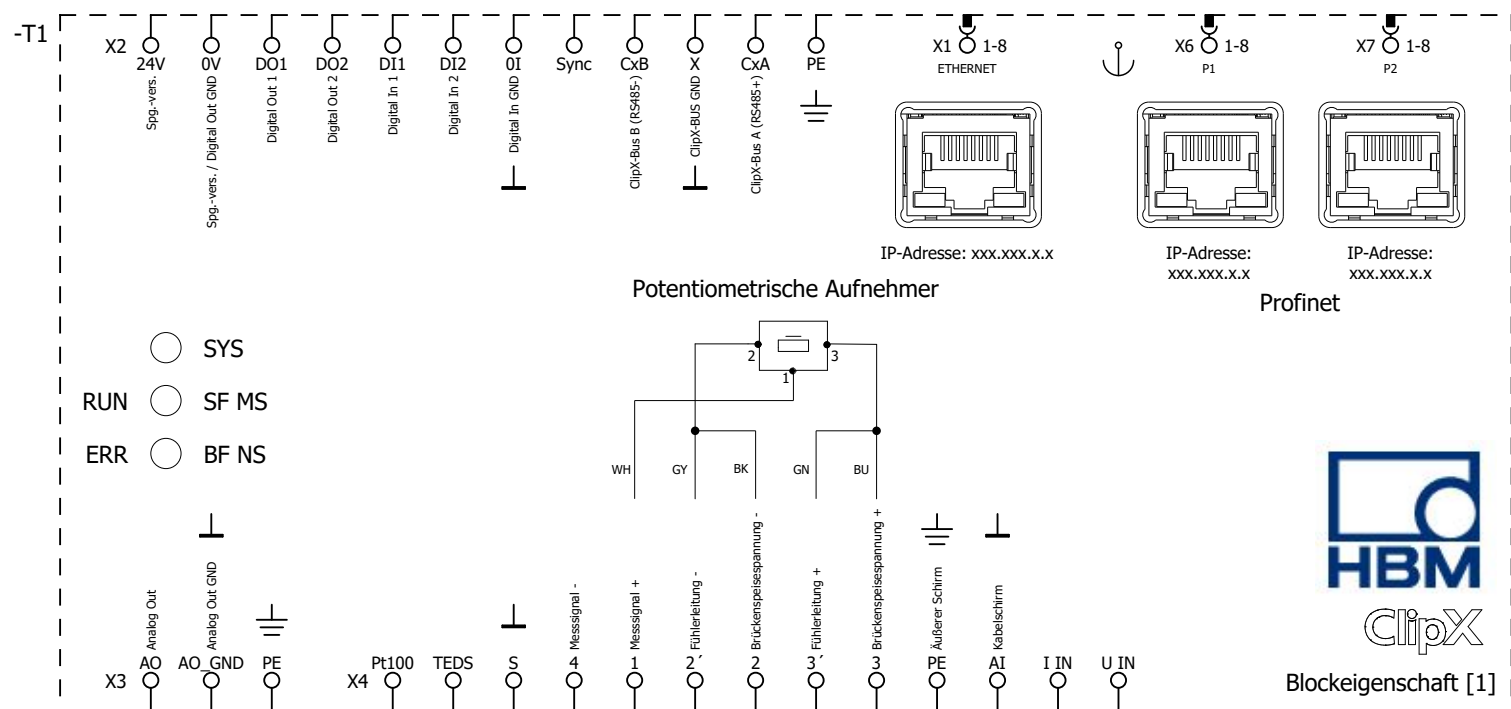 -T1
X2
24V
0V
DO1
DO2
DI1
DI2
0I
Sync
CxB
X
CxA
PE
X1 1-8
ETHERNET
X6 1-8
P1
X7 1-8
P2
Spg.-vers.
Spg.-vers. / Digital Out GND
Digital Out 1
Digital Out 2
Digital In 1
Digital In 2
Digital In GND
ClipX-Bus B (RS485-)
ClipX-BUS GND
ClipX-Bus A (RS485+)
IP-Adresse: xxx.xxx.x.x
IP-Adresse:
xxx.xxx.x.x
IP-Adresse:
xxx.xxx.x.x
Potentiometrische Aufnehmer
Profinet
2
3
1
SYS
RUN SF MS
ERR BF NS
WH
GY
BK
GN
BU
HBM
ClipX
Analog Out
Analog Out GND
Messsignal -
Messsignal +
Fühlerleitung -
Brückenspeisespannung -
Fühlerleitung +
Brückenspeisespannung +
Äußerer Schirm
Kabelschirm
X3
AO
AO_GND
PE
X4
Pt100
TEDS
S
4
1
2´
2
3´
3
PE
AI
I IN
U IN
Blockeigenschaft [1]